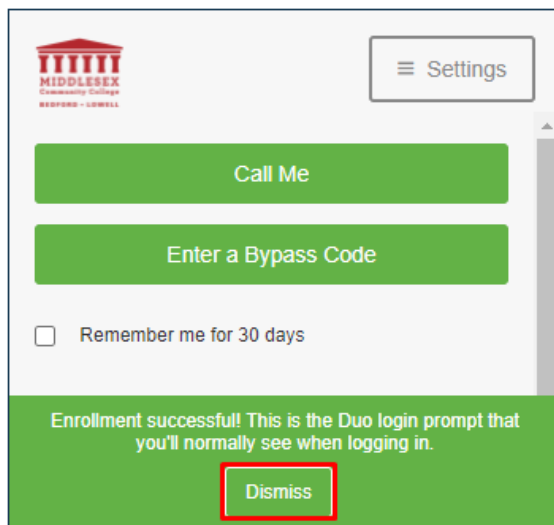 MIDDLESEX
Community College
BEDFORD - LOWELL
≡ Settings
Call Me
Enter a Bypass Code
Remember me for 30 days
Enrollment successful! This is the Duo login prompt that
you'll normally see when logging in.
Dismiss